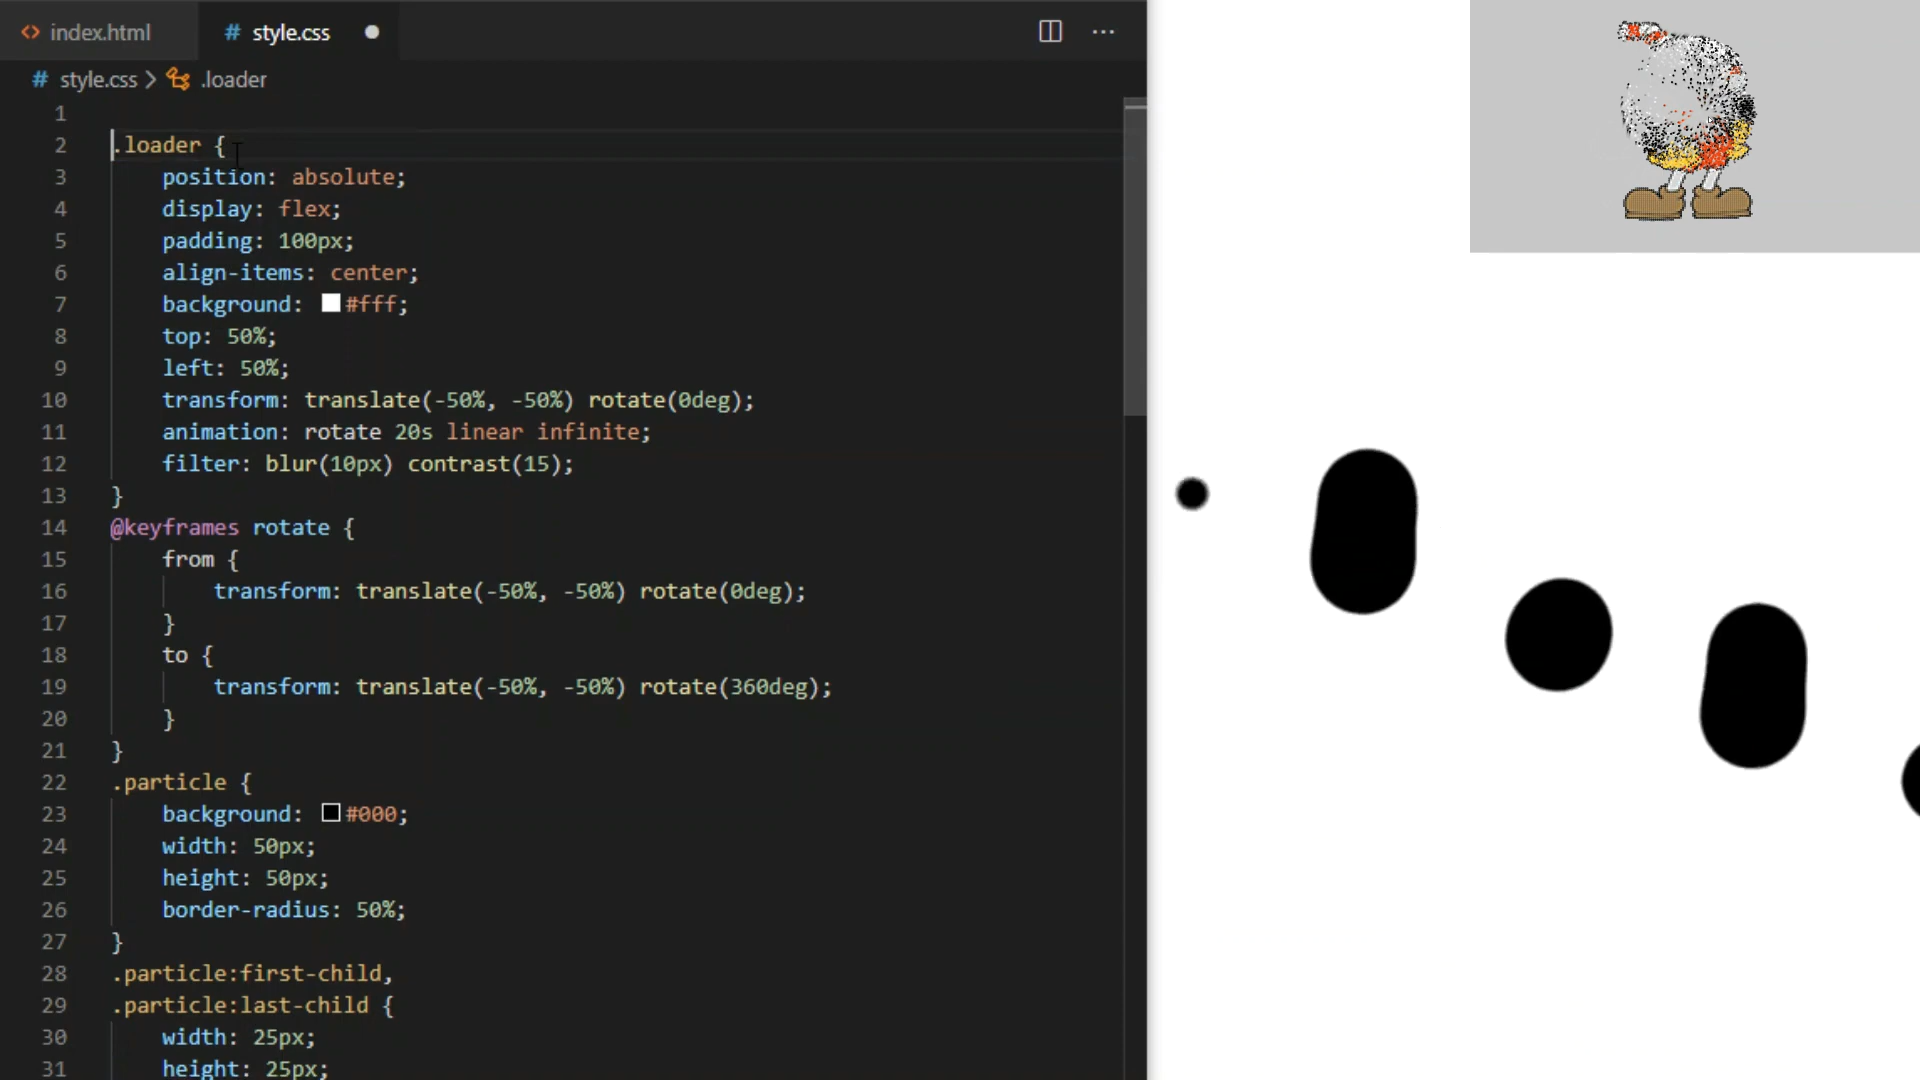 index.html
# style.css
# style.css > .loader
1
2 .loader {
3 position: absolute;
4 display: flex;
5 padding: 100px;
6 align-items: center;
7 background: #fff;
8 top: 50%;
9 left: 50%;
10 transform: translate(-50%, -50%) rotate(0deg);
11 animation: rotate 20s linear infinite;
12 filter: blur(10px) contrast(15);
13 }
14 @keyframes rotate {
15 from {
16 transform: translate(-50%, -50%) rotate(0deg);
17 }
18 to {
19 transform: translate(-50%, -50%) rotate(360deg);
20 }
21 }
22 .particle {
23 background: #000;
24 width: 50px;
25 height: 50px;
26 border-radius: 50%;
27 }
28 .particle:first-child,
29 .particle:last-child {
30 width: 25px;
31 height: 25px;